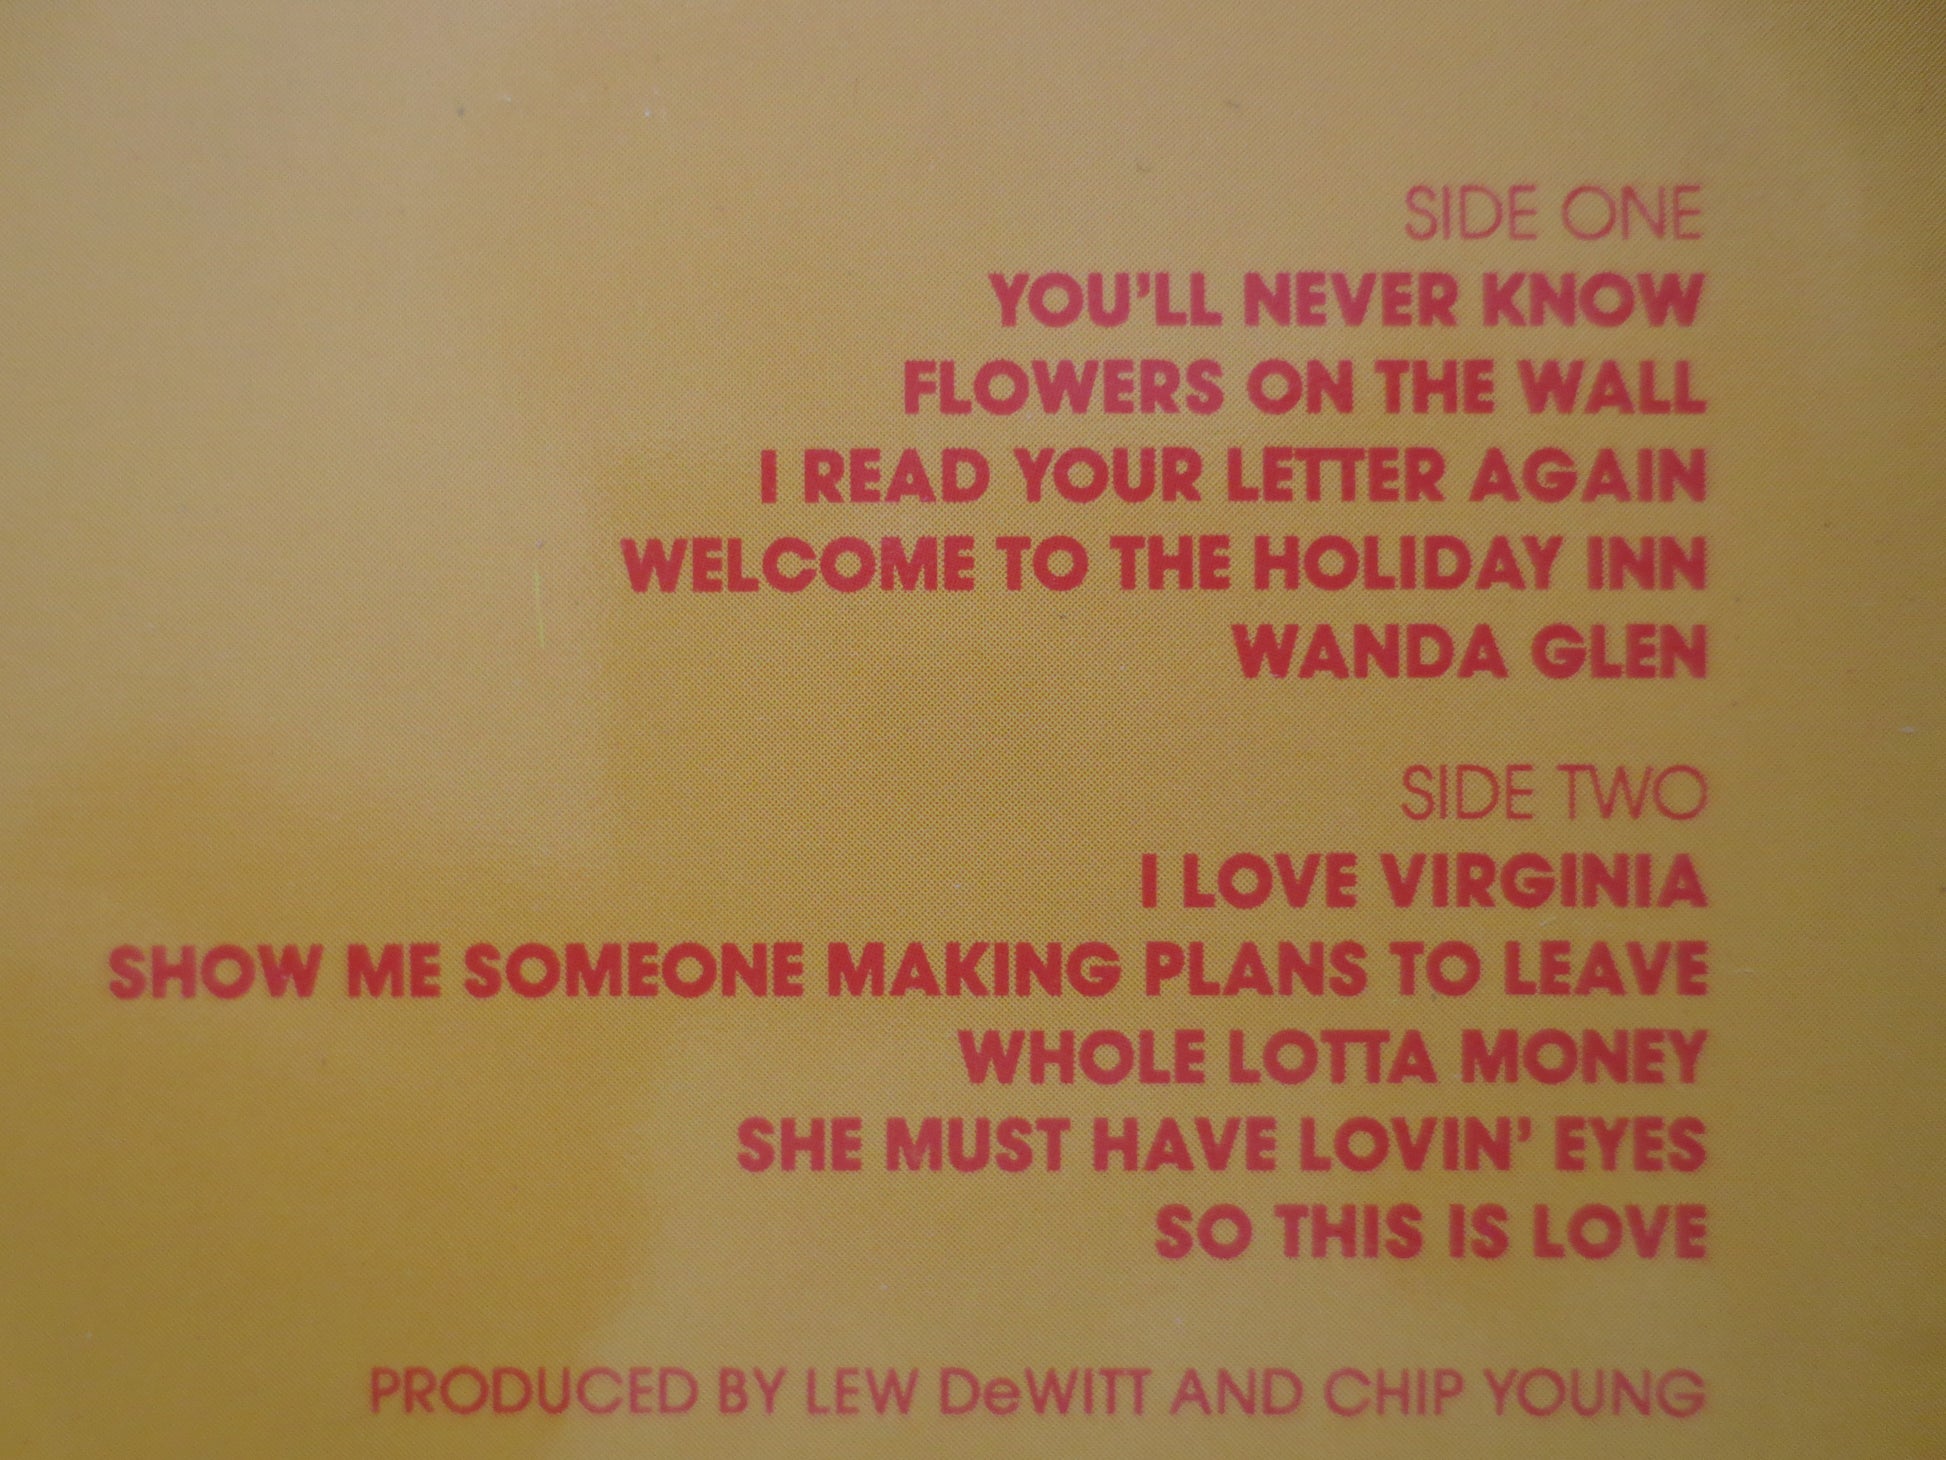 SIDE ONE
YOU'LL NEVER KNOW
FLOWERS ON THE WALL
I READ YOUR LETTER AGAIN
WELCOME TO THE HOLIDAY INN
WANDA GLEN
SIDE TWO
I LOVE VIRGINIA
SHOW ME SOMEONE MAKING PLANS TO LEAVE
WHOLE LOTTA MONEY
SHE MUST HAVE LOVIN' EYES
SO THIS IS LOVE
PRODUCED BY LEW DeWITT AND CHIP YOUNG